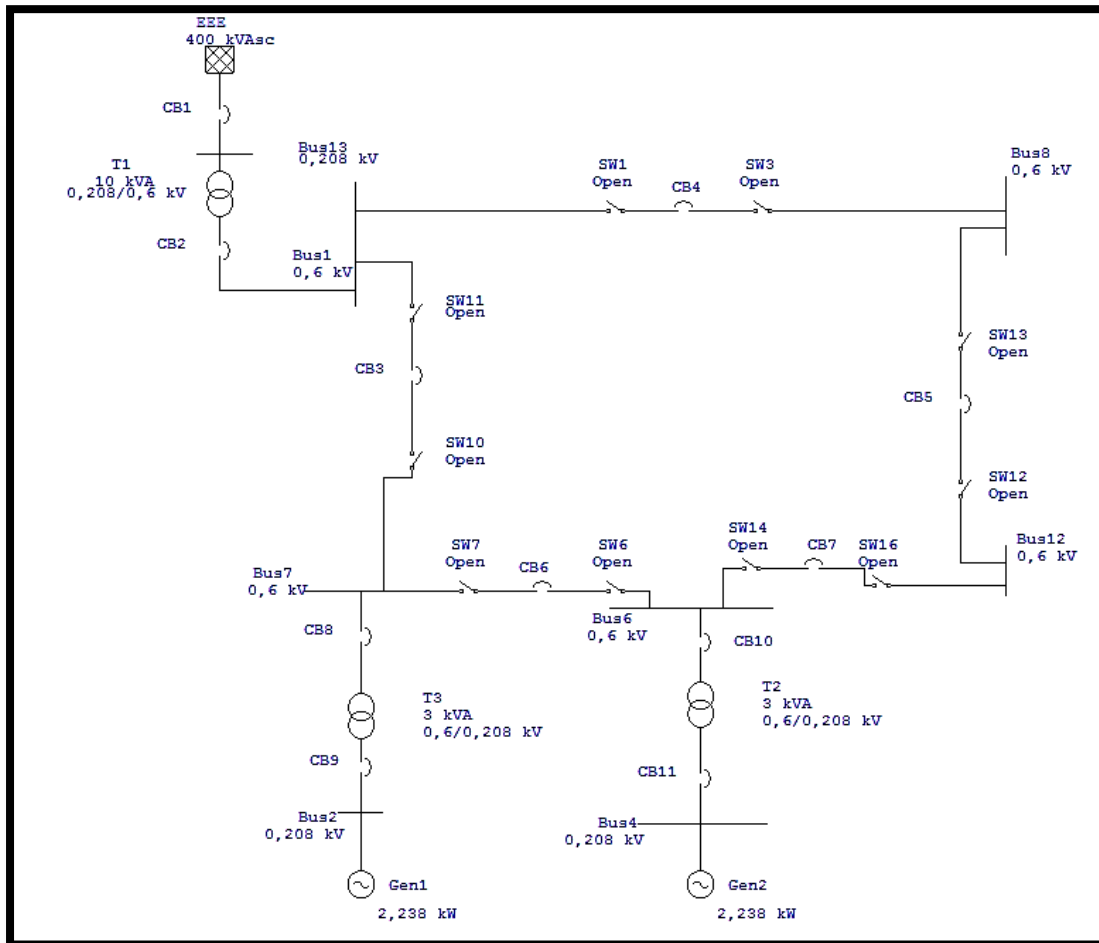 EEE
400 kVAsc
CB1
Bus13
0,208 kV
T1
10 kVA
0,208/0,6 kV
CB2
Bus1
0,6 kV
SW1
Open
CB4
SW3
Open
Bus8
0,6 kV
SW11
Open
CB3
SW10
Open
SW13
Open
CB5
SW12
Open
Bus12
0,6 kV
SW14
Open
CB7
SW16
Open
Bus7
0,6 kV
SW7
Open
CB6
SW6
Open
Bus6
0,6 kV
CB8
CB10
T3
3 kVA
0,6/0,208 kV
T2
3 kVA
0,6/0,208 kV
CB9
CB11
Bus2
0,208 kV
Bus4
0,208 kV
Gen1
2,238 kW
Gen2
2,238 kW